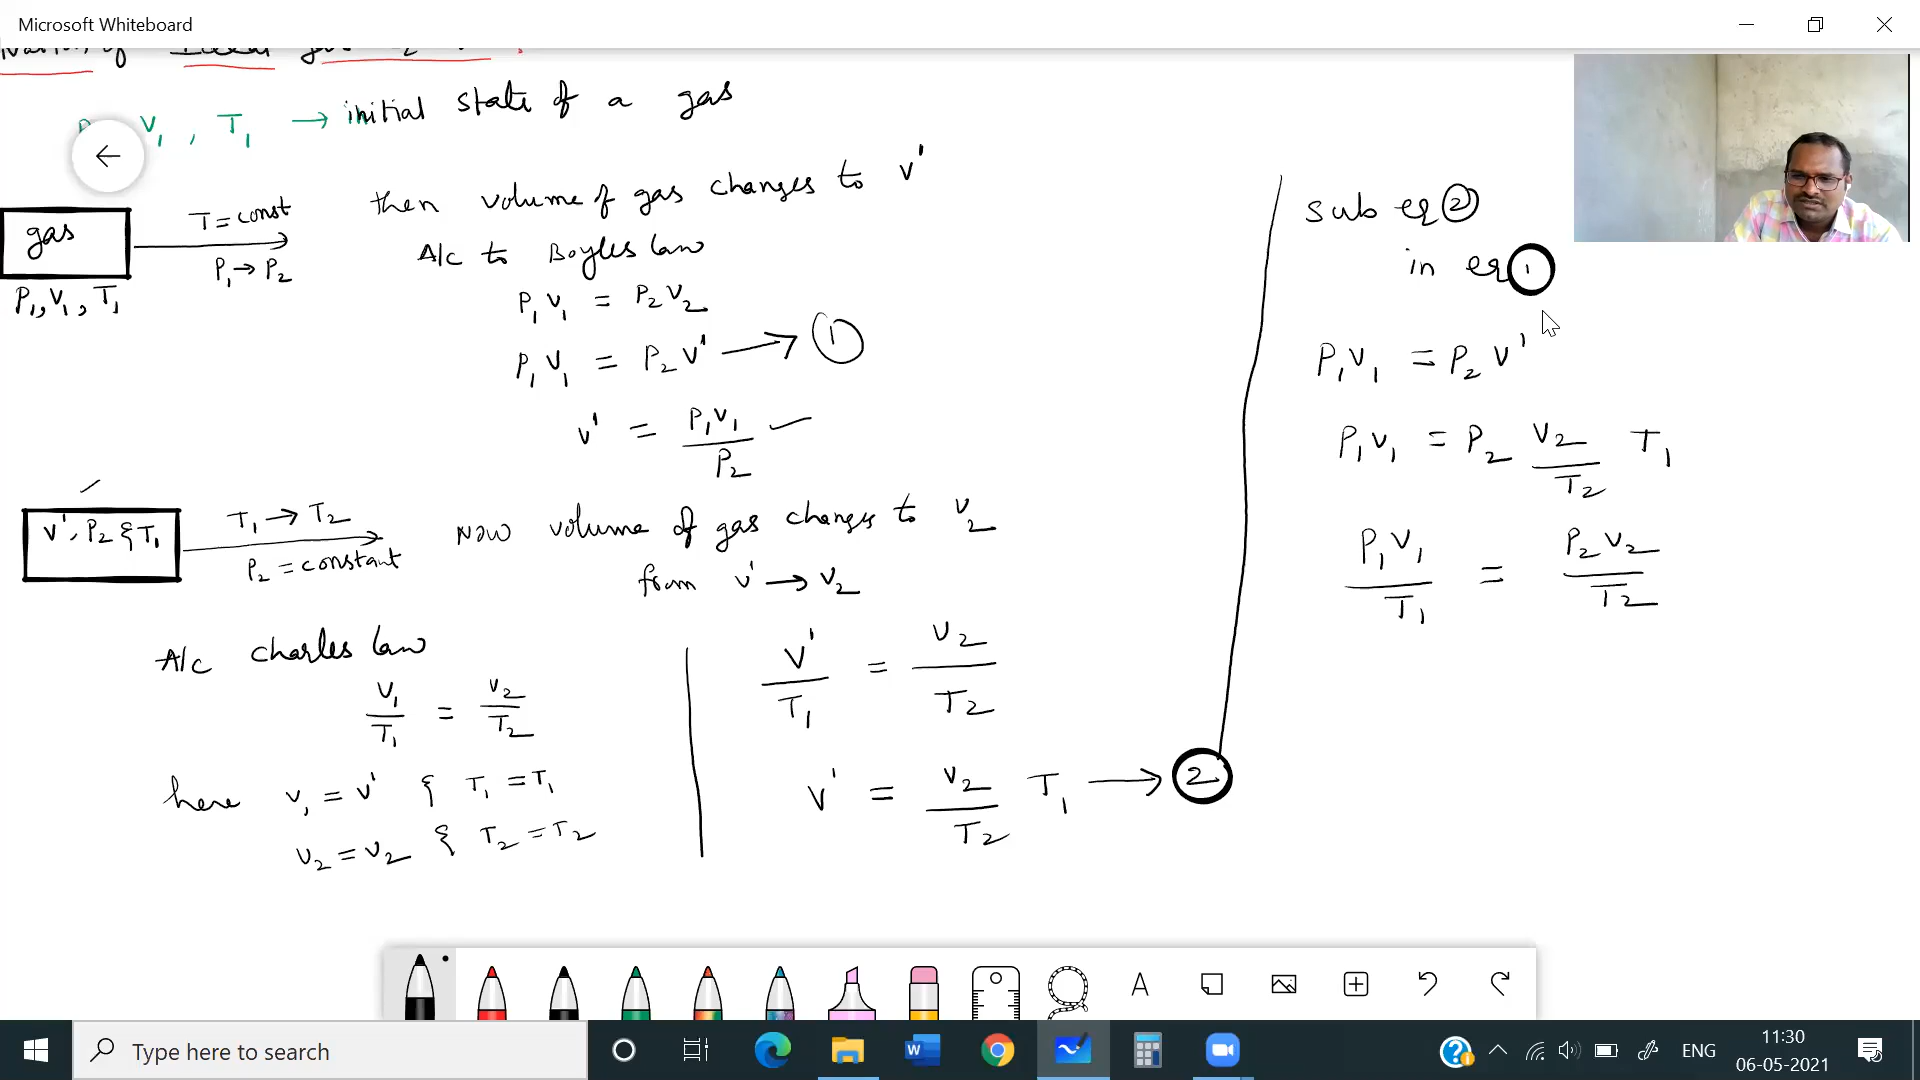 Microsoft Whiteboard
of Ideal gas
V₁ , T₁ → initial state of a gas
gas
T = const
P₁ → P₂
P₁, V₁, T₁
then volume of gas changes to V'
A/c to Boyles law
P₁ V₁ = P₂ V₂
P₁ V₁ = P₂ V' → ①
V' = P₁V₁ / P₂
V', P₂ & T₁
T₁ → T₂
P₂ = constant
Now volume of gas changes to V₂
from V' → V₂
A/c charles law
V₁ / T₁ = V₂ / T₂
here V₁ = V' & T₁ = T₁
V₂ = V₂ & T₂ = T₂
V' / T₁ = V₂ / T₂
V' = V₂ / T₂ T₁ → ②
sub eq ②
in eq ①
P₁V₁ = P₂ V'
P₁V₁ = P₂ V₂ / T₂ T₁
P₁V₁ / T₁ = P₂V₂ / T₂
Type here to search
ENG
11:30
06-05-2021